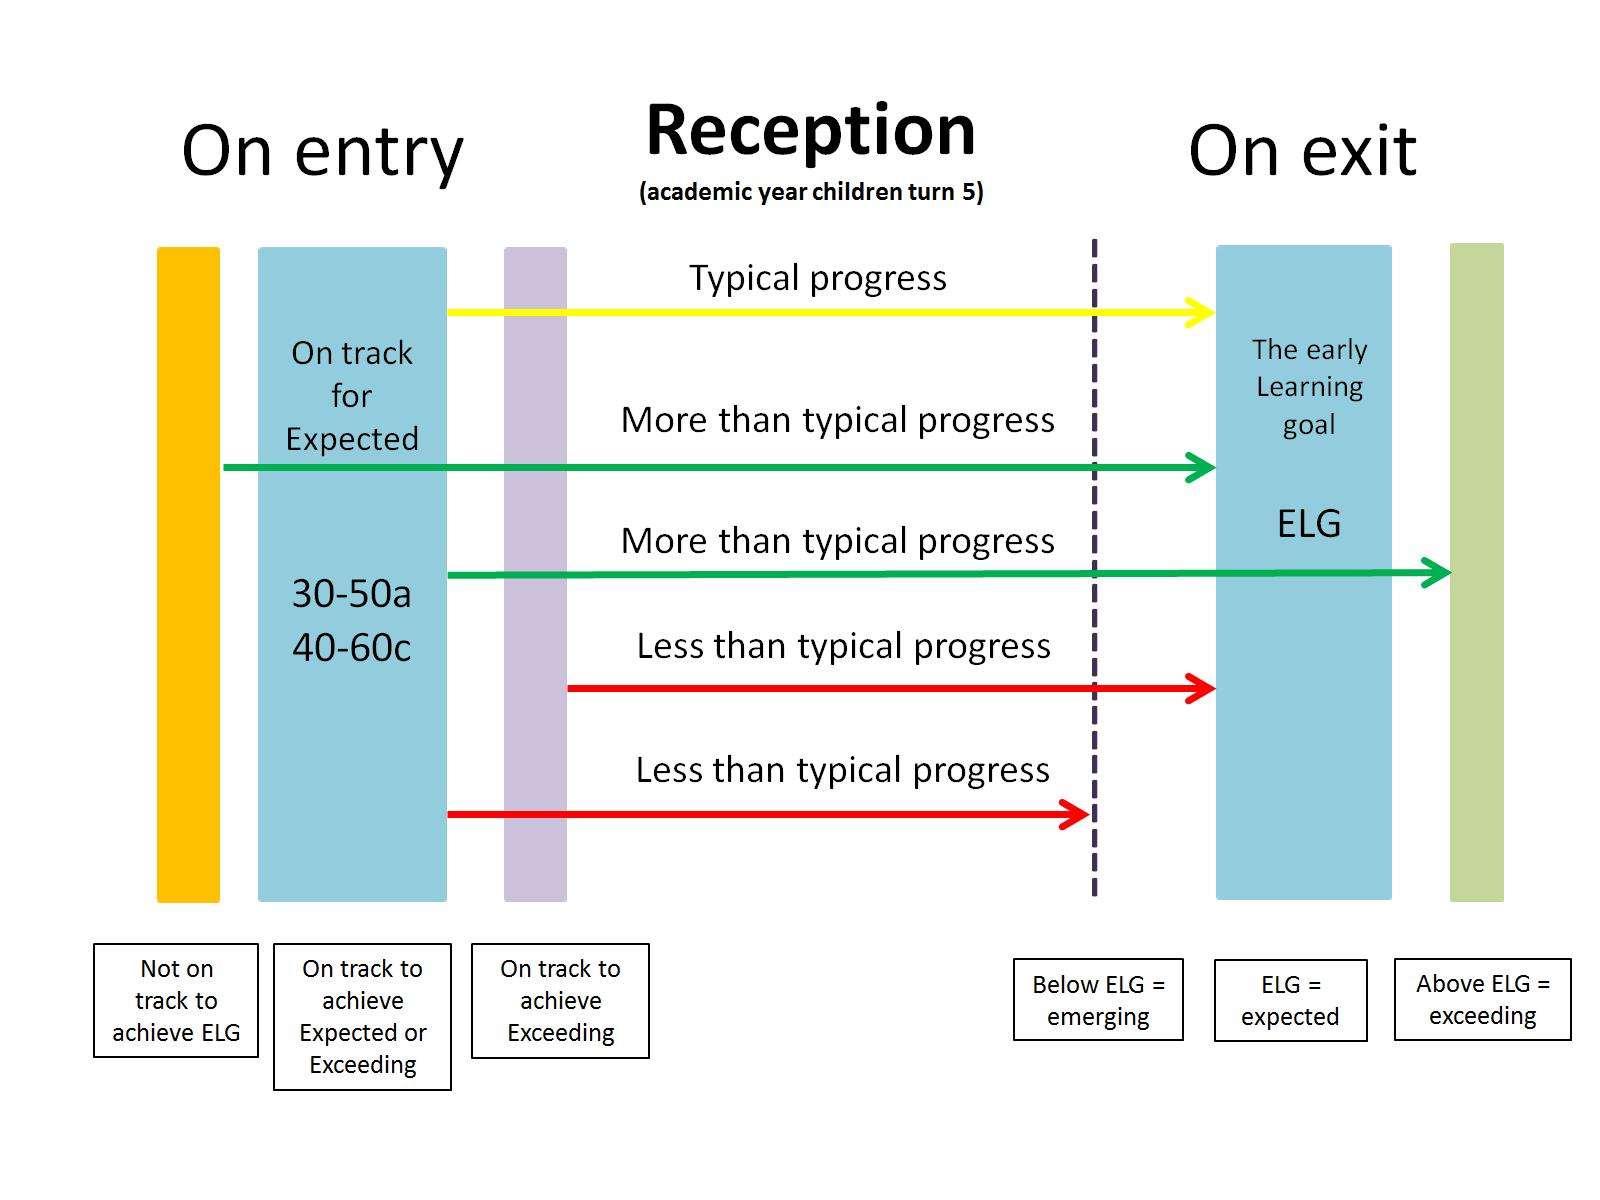 On entry
Reception
(academic year children turn 5)
On exit
Typical progress
On track
for
Expected
The early
Learning
goal
More than typical progress
ELG
More than typical progress
30-50a
40-60c
Less than typical progress
Less than typical progress
Not on
track to
achieve ELG
On track to
achieve
Expected or
Exceeding
On track to
achieve
Exceeding
Below ELG =
emerging
ELG =
expected
Above ELG =
exceeding